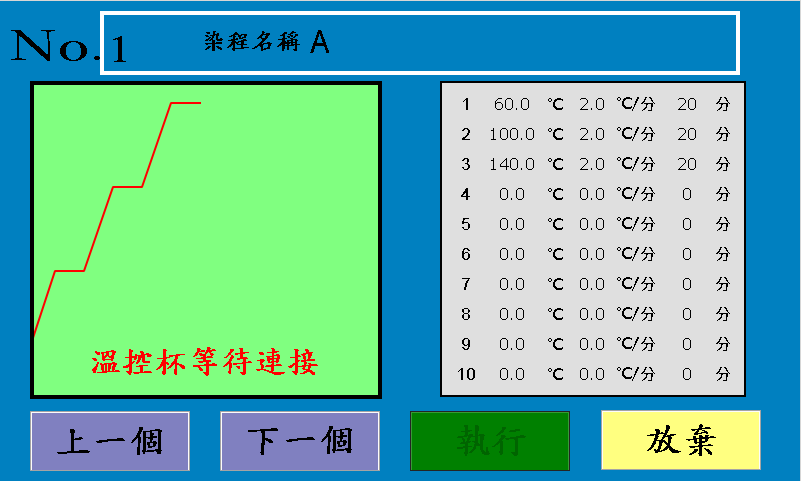 No.1 染程名稱 A
1 60.0 ℃ 2.0 ℃/分 20 分
2 100.0 ℃ 2.0 ℃/分 20 分
3 140.0 ℃ 2.0 ℃/分 20 分
4 0.0 ℃ 0.0 ℃/分 0 分
5 0.0 ℃ 0.0 ℃/分 0 分
6 0.0 ℃ 0.0 ℃/分 0 分
7 0.0 ℃ 0.0 ℃/分 0 分
8 0.0 ℃ 0.0 ℃/分 0 分
9 0.0 ℃ 0.0 ℃/分 0 分
10 0.0 ℃ 0.0 ℃/分 0 分
溫控杯等待連接
上一個 下一個 執行 放棄